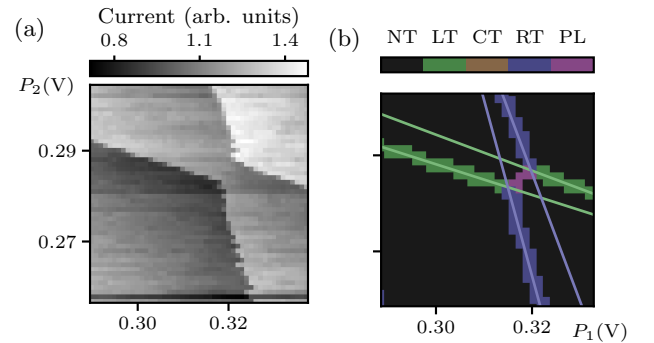 (a)
Current (arb. units)
0.8 1.1 1.4
P₂(V)
0.29
0.27
0.30 0.32
(b)
NT LT CT RT PL
0.30 0.32 P₁(V)